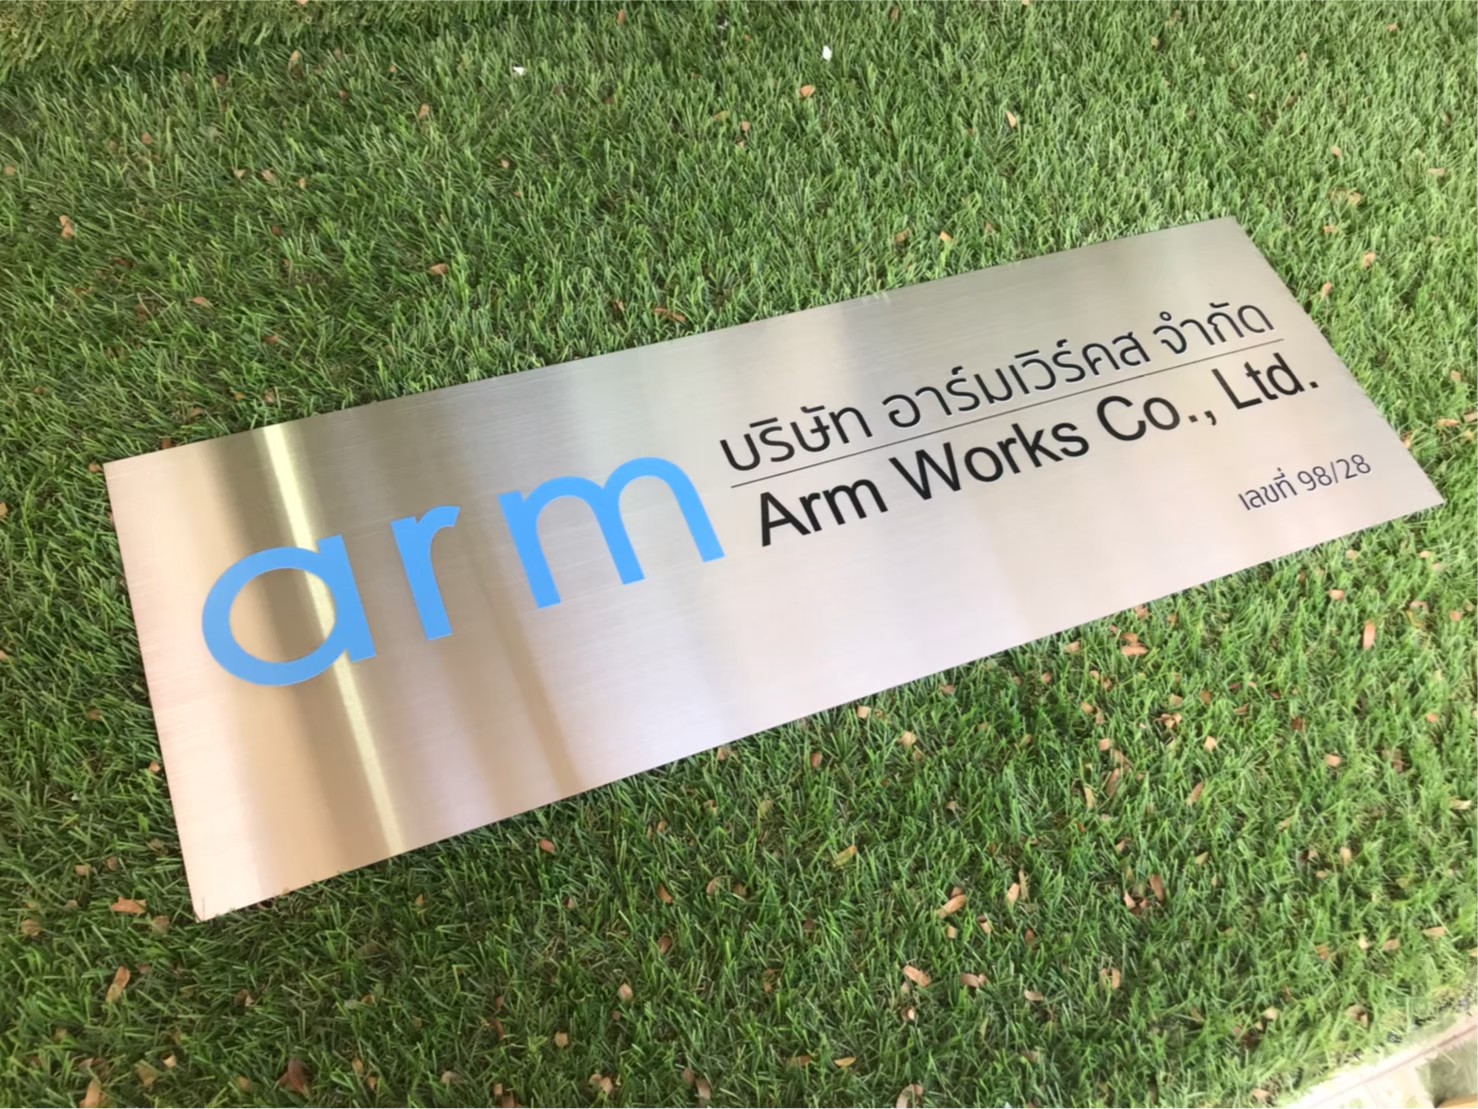 arm
บริษัท อาร์มเวิร์คส จำกัด
Arm Works Co., Ltd.
เลขที่ 98/28